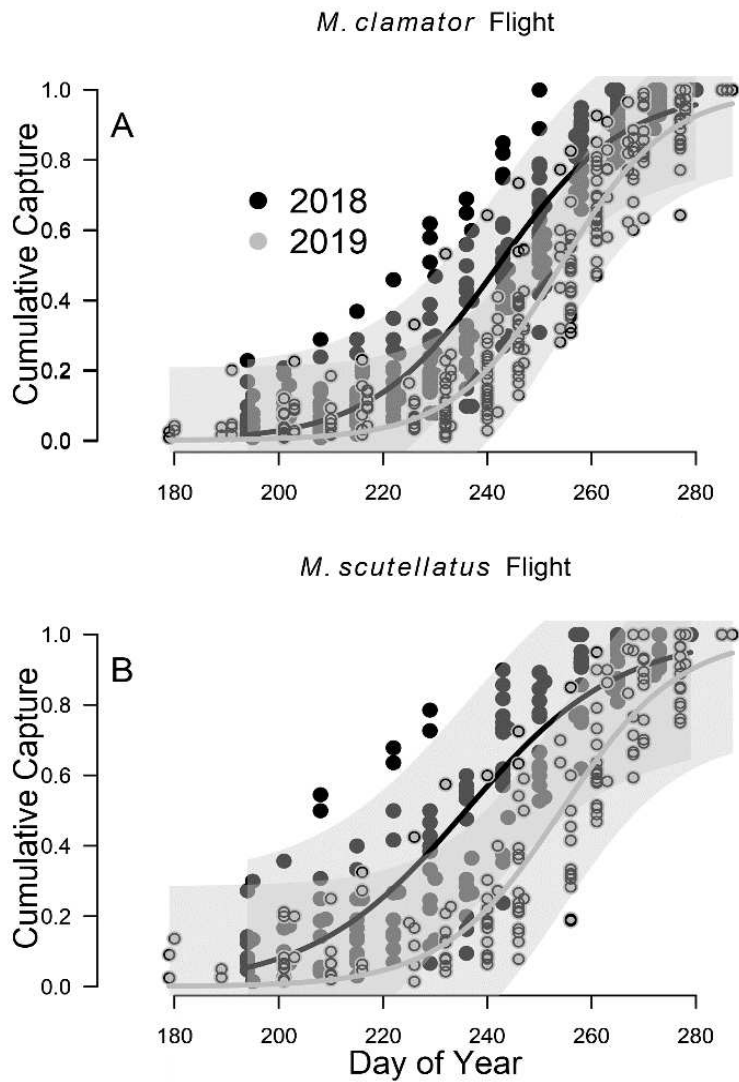 M. clamator Flight
1.0
A
0.8
2018
0.6
2019
0.4
0.2
0.0
Cumulative Capture
180 200 220 240 260 280
M. scutellatus Flight
1.0
B
0.8
0.6
0.4
0.2
0.0
Cumulative Capture
180 200 220 240 260 280
Day of Year